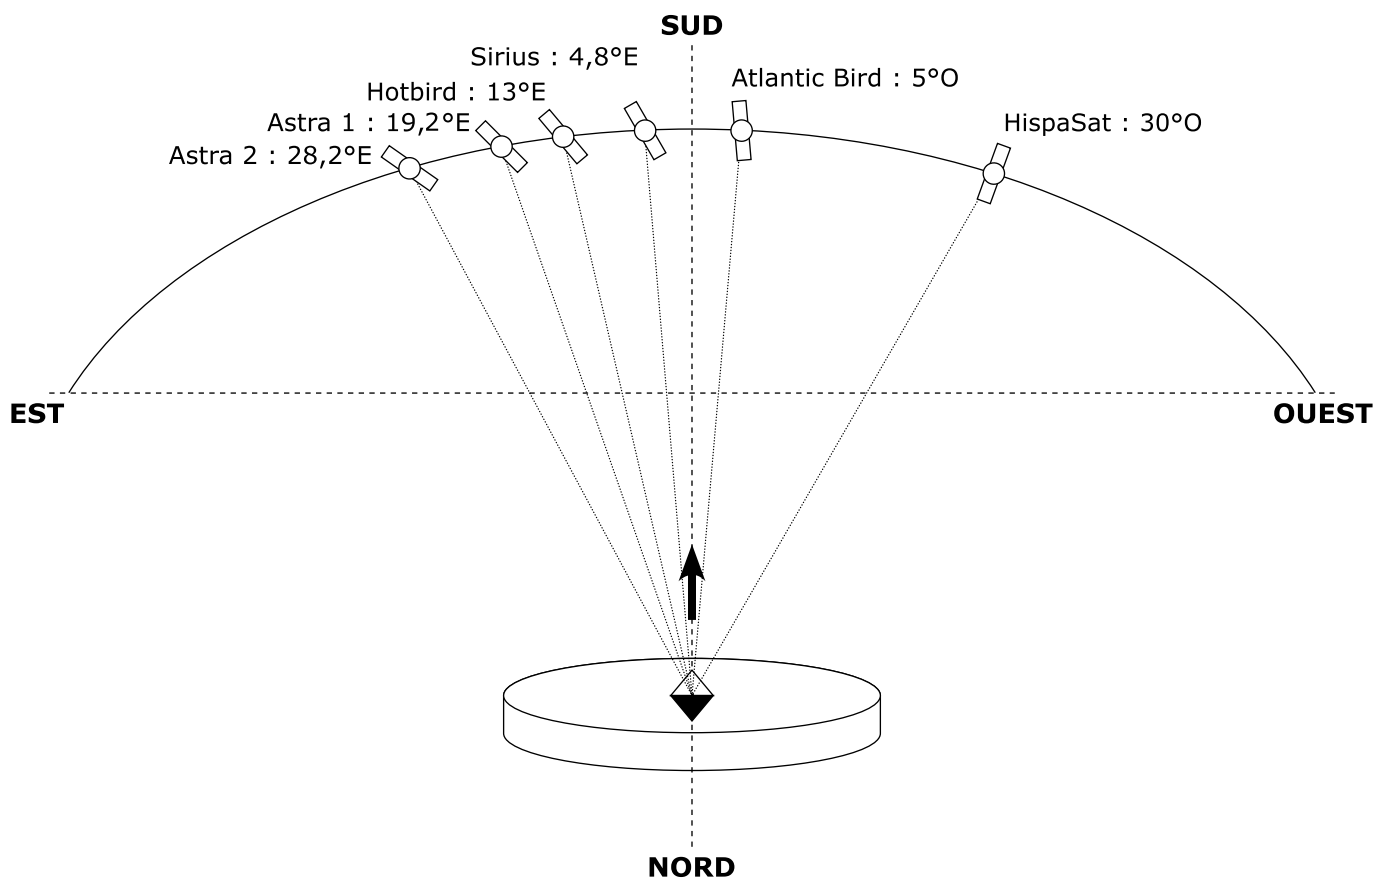 SUD
Sirius : 4,8°E
Atlantic Bird : 5°O
Hotbird : 13°E
Astra 1 : 19,2°E
HispaSat : 30°O
Astra 2 : 28,2°E
EST
OUEST
NORD